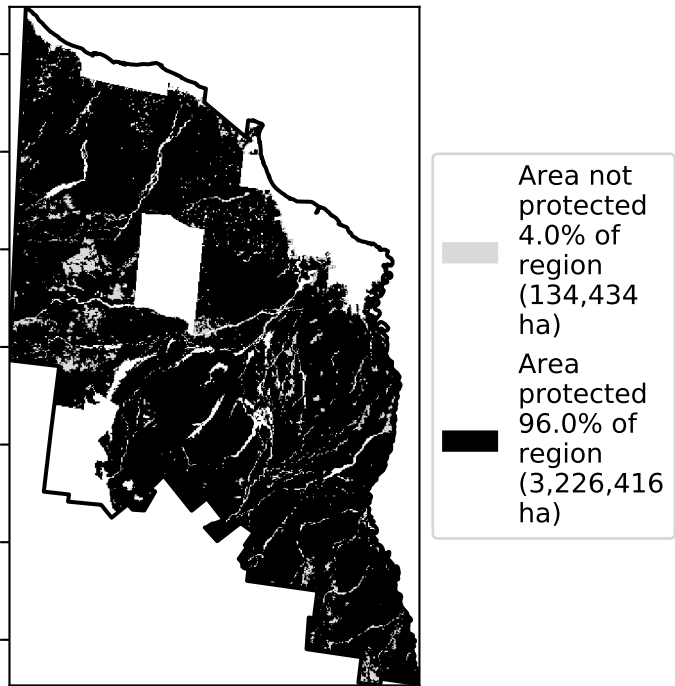 Area not
protected
4.0% of
region
(134,434
ha)
Area
protected
96.0% of
region
(3,226,416
ha)